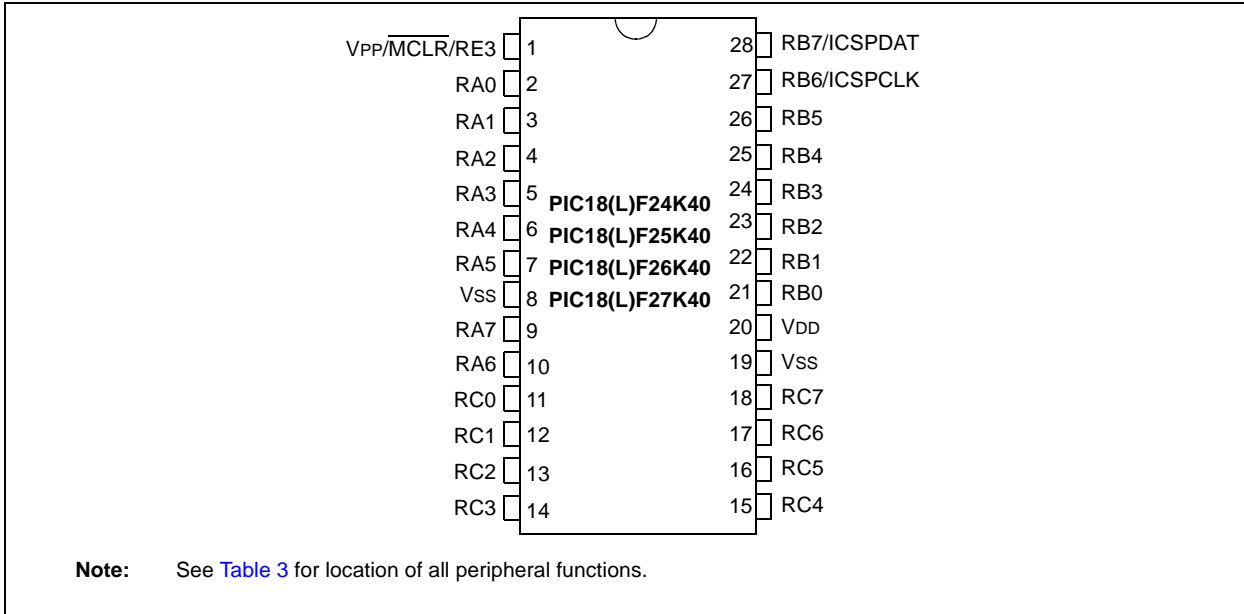 VPP/MCLR/RE3 1 28 RB7/ICSPDAT
RA0 2 27 RB6/ICSPCLK
RA1 3 26 RB5
RA2 4 25 RB4
RA3 5 24 RB3
PIC18(L)F24K40
RA4 6 23 RB2
PIC18(L)F25K40
RA5 7 PIC18(L)F26K40 22 RB1
VSS 8 PIC18(L)F27K40 21 RB0
RA7 9 20 VDD
RA6 10 19 VSS
RC0 11 18 RC7
RC1 12 17 RC6
RC2 13 16 RC5
RC3 14 15 RC4
Note: See Table 3 for location of all peripheral functions.